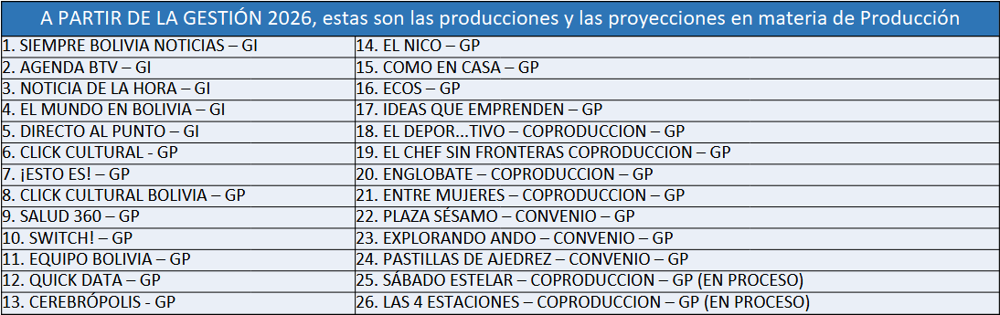 A PARTIR DE LA GESTIÓN 2026, estas son las producciones y las proyecciones en materia de Producción
1. SIEMPRE BOLIVIA NOTICIAS – GI
2. AGENDA BTV – GI
3. NOTICIA DE LA HORA – GI
4. EL MUNDO EN BOLIVIA – GI
5. DIRECTO AL PUNTO – GI
6. CLICK CULTURAL - GP
7. ¡ESTO ES! – GP
8. CLICK CULTURAL BOLIVIA – GP
9. SALUD 360 – GP
10. SWITCH! – GP
11. EQUIPO BOLIVIA – GP
12. QUICK DATA – GP
13. CEREBRÓPOLIS - GP
14. EL NICO – GP
15. COMO EN CASA – GP
16. ECOS – GP
17. IDEAS QUE EMPRENDEN – GP
18. EL DEPOR...TIVO – COPRODUCCION – GP
19. EL CHEF SIN FRONTERAS COPRODUCCION – GP
20. ENGLOBATE – COPRODUCCION – GP
21. ENTRE MUJERES – COPRODUCCION – GP
22. PLAZA SÉSAMO – CONVENIO – GP
23. EXPLORANDO ANDO – CONVENIO – GP
24. PASTILLAS DE AJEDREZ – CONVENIO – GP
25. SÁBADO ESTELAR – COPRODUCCION – GP (EN PROCESO)
26. LAS 4 ESTACIONES – COPRODUCCION – GP (EN PROCESO)